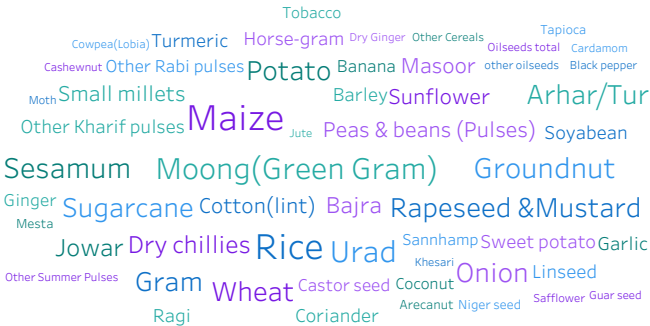 Tobacco
Cowpea(Lobia) Turmeric Horse-gram Dry Ginger Other Cereals Tapioca
Oilseeds total Cardamom
Cashewnut Other Rabi pulses Potato Banana Masoor other oilseeds Black pepper
Moth Small millets Barley Sunflower Arhar/Tur
Other Kharif pulses Maize Jute Peas & beans (Pulses) Soyabean
Sesamum Moong(Green Gram) Groundnut
Ginger Sugarcane Cotton(lint) Bajra Rapeseed &Mustard
Mesta
Jowar Dry chillies Rice Urad Sannhamp Sweet potato Garlic
Khesari
Other Summer Pulses Gram Wheat Castor seed Coconut Onion Linseed
Arecanut Niger seed Safflower Guar seed
Ragi Coriander